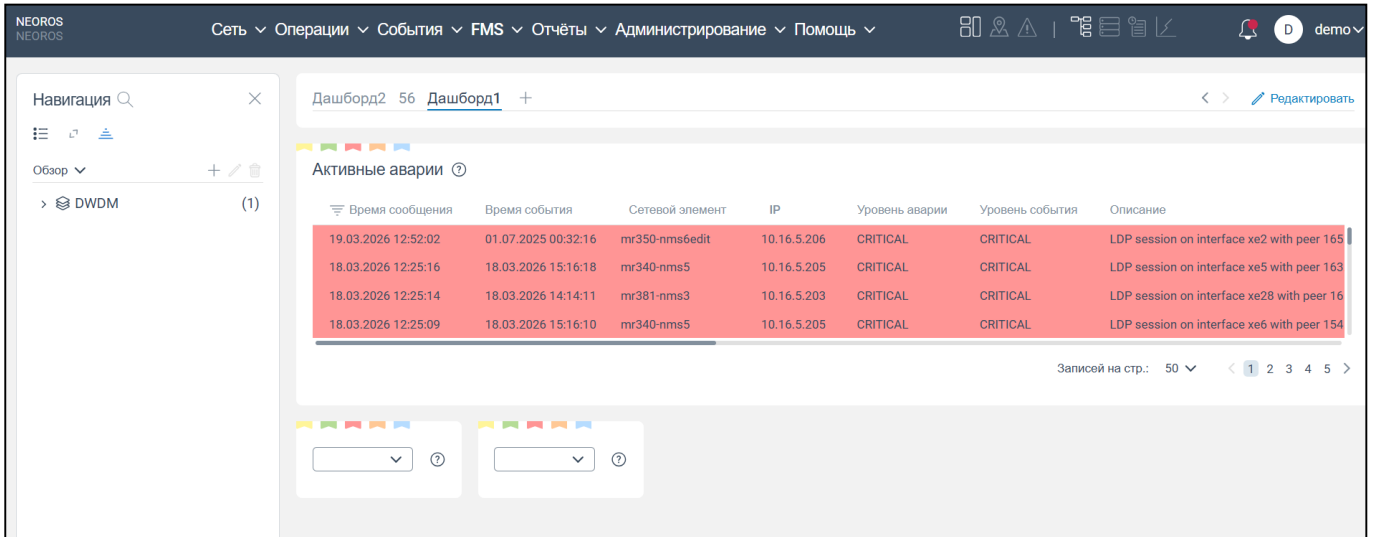 NEOROS
NEOROS
Сеть Операции События FMS Отчёты Администрирование Помощь
D demo
Навигация
Обзор
DWDM (1)
Дашборд2 56 Дашборд1 +
Редактировать
Активные аварии ?
Время сообщения Время события Сетевой элемент IP Уровень аварии Уровень события Описание
19.03.2026 12:52:02 01.07.2025 00:32:16 mr350-nms6edit 10.16.5.206 CRITICAL CRITICAL LDP session on interface xe2 with peer 165
18.03.2026 12:25:16 18.03.2026 15:16:18 mr340-nms5 10.16.5.205 CRITICAL CRITICAL LDP session on interface xe5 with peer 163
18.03.2026 12:25:14 18.03.2026 14:14:11 mr381-nms3 10.16.5.203 CRITICAL CRITICAL LDP session on interface xe28 with peer 16
18.03.2026 12:25:09 18.03.2026 15:16:10 mr340-nms5 10.16.5.205 CRITICAL CRITICAL LDP session on interface xe6 with peer 154
Записей на стр.: 50 < 1 2 3 4 5 >
? ?